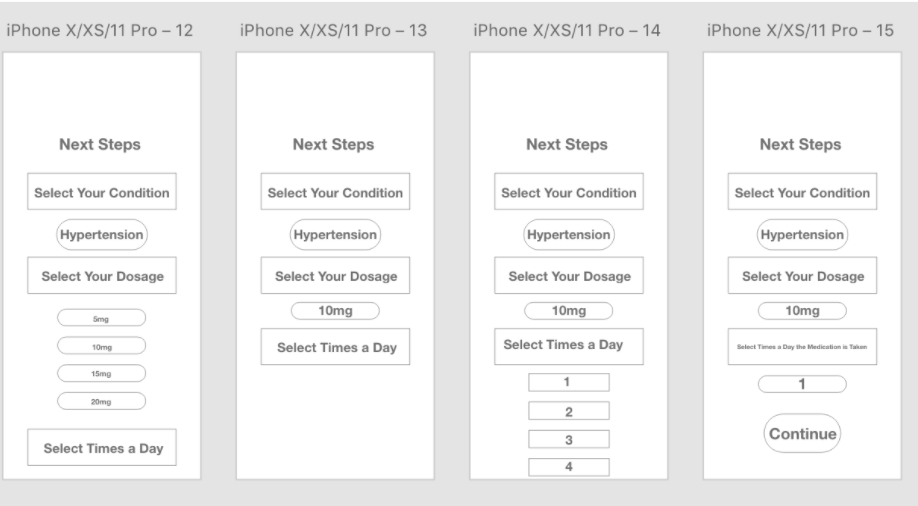 iPhone X/XS/11 Pro – 12
Next Steps
Select Your Condition
Hypertension
Select Your Dosage
5mg
10mg
15mg
20mg
Select Times a Day
iPhone X/XS/11 Pro – 13
Next Steps
Select Your Condition
Hypertension
Select Your Dosage
10mg
Select Times a Day
iPhone X/XS/11 Pro – 14
Next Steps
Select Your Condition
Hypertension
Select Your Dosage
10mg
Select Times a Day
1
2
3
4
iPhone X/XS/11 Pro – 15
Next Steps
Select Your Condition
Hypertension
Select Your Dosage
10mg
Select Times a Day the Medication is Taken
1
Continue